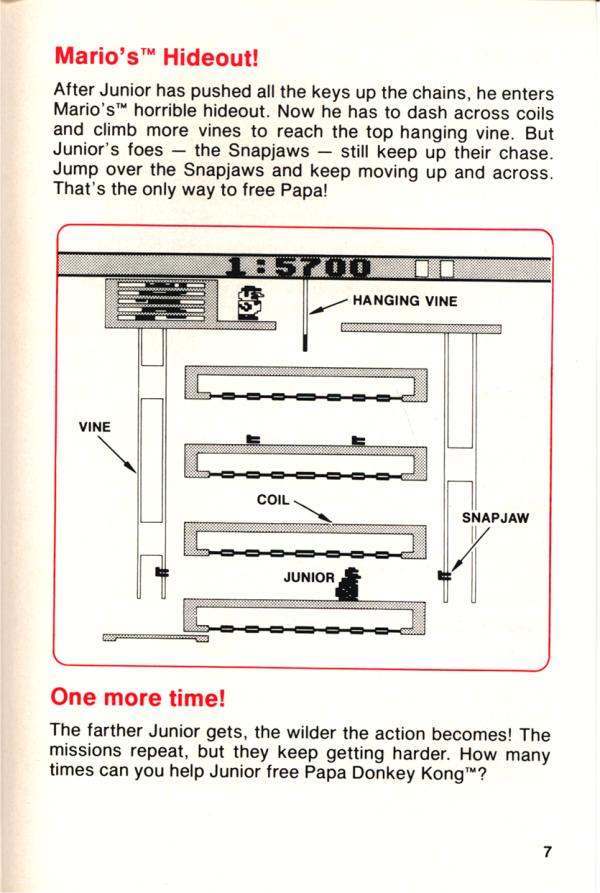 Mario's™ Hideout!
After Junior has pushed all the keys up the chains, he enters
Mario's™ horrible hideout. Now he has to dash across coils
and climb more vines to reach the top hanging vine. But
Junior's foes — the Snapjaws — still keep up their chase.
Jump over the Snapjaws and keep moving up and across.
That's the only way to free Papa!
1:5700
HANGING VINE
VINE
COIL
SNAPJAW
JUNIOR
One more time!
The farther Junior gets, the wilder the action becomes! The
missions repeat, but they keep getting harder. How many
times can you help Junior free Papa Donkey Kong™?
7